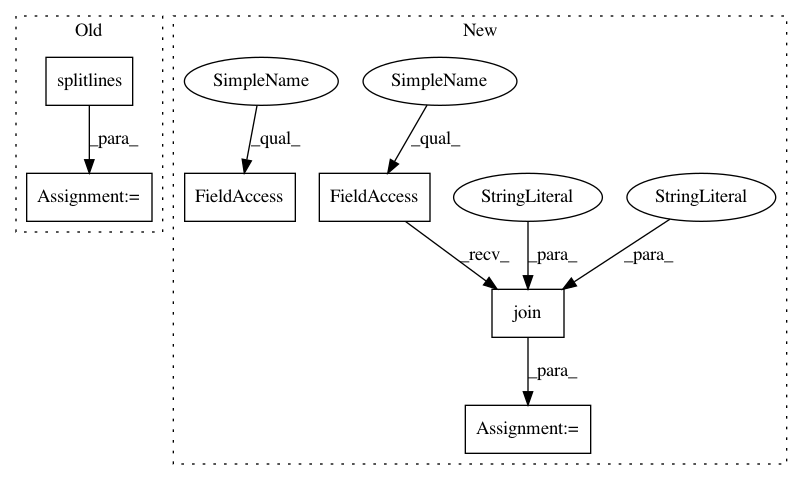 Old
New
splitlines
SimpleName
SimpleName
_para_
_qual_
_qual_
Assignment:=
FieldAccess
FieldAccess
StringLiteral
StringLiteral
_recv_
_para_
_para_
join
_para_
Assignment:=